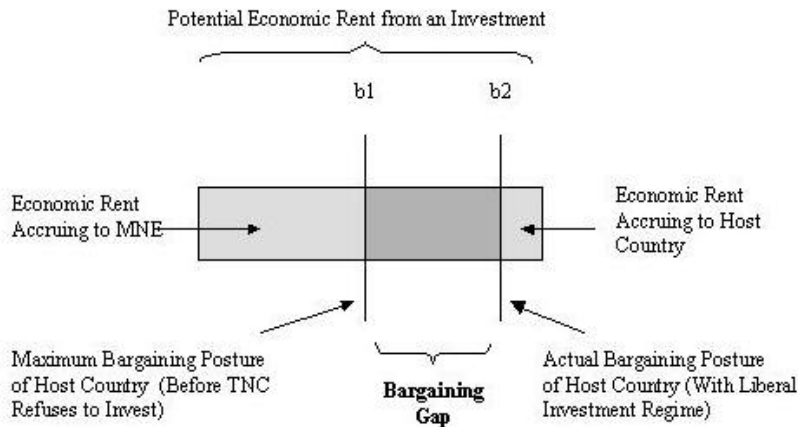 Potential Economic Rent from an Investment
b1
b2
Economic Rent
Accruing to MNE
Economic Rent
Accruing to Host
Country
Maximum Bargaining Posture
of Host Country (Before TNC
Refuses to Invest)
Bargaining
Gap
Actual Bargaining Posture
of Host Country (With Liberal
Investment Regime)